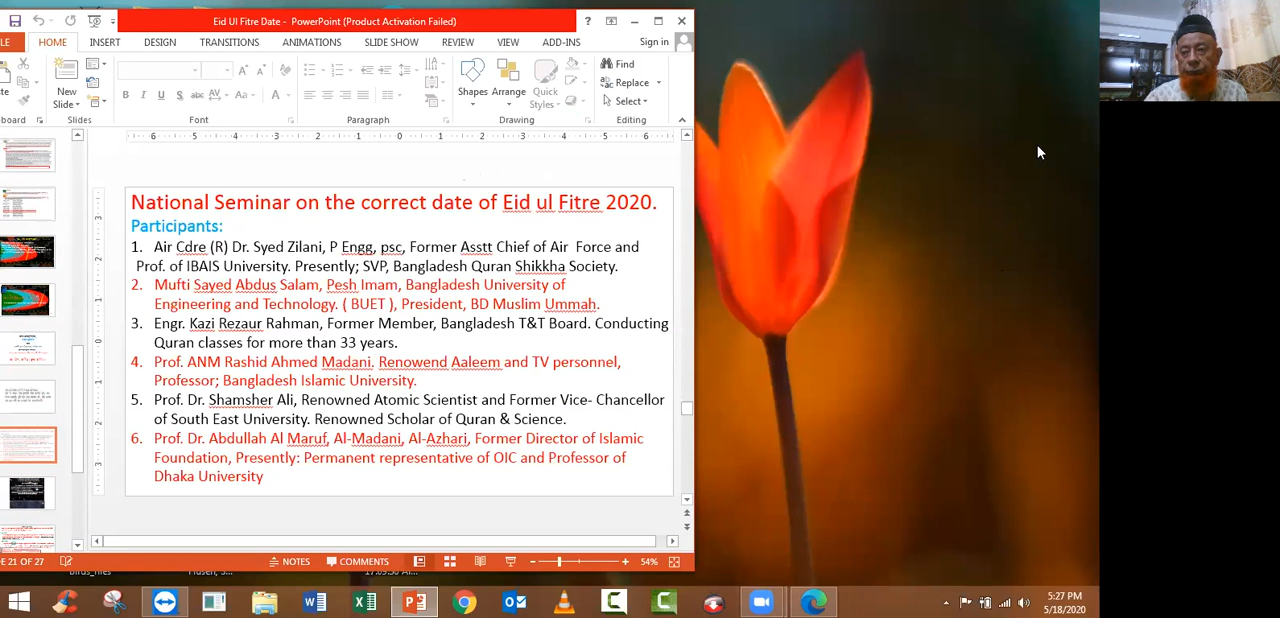 Eid Ul Fitre Date - PowerPoint (Product Activation Failed)
HOME INSERT DESIGN TRANSITIONS ANIMATIONS SLIDE SHOW REVIEW VIEW ADD-INS Sign in
New Slide
Shapes Arrange Quick Styles
Find
Replace
Select
Font Paragraph Drawing Editing
National Seminar on the correct date of Eid ul Fitre 2020.
Participants:
1. Air Cdre (R) Dr. Syed Zilani, P Engg, psc, Former Asstt Chief of Air Force and
Prof. of IBAIS University. Presently; SVP, Bangladesh Quran Shikkha Society.
2. Mufti Sayed Abdus Salam, Pesh Imam, Bangladesh University of
Engineering and Technology. ( BUET ), President, BD Muslim Ummah.
3. Engr. Kazi Rezaur Rahman, Former Member, Bangladesh T&T Board. Conducting
Quran classes for more than 33 years.
4. Prof. ANM Rashid Ahmed Madani, Renowend Aaleem and TV personnel,
Professor; Bangladesh Islamic University.
5. Prof. Dr. Shamsher Ali, Renowned Atomic Scientist and Former Vice- Chancellor
of South East University. Renowned Scholar of Quran & Science.
6. Prof. Dr. Abdullah Al Maruf, Al-Madani, Al-Azhari, Former Director of Islamic
Foundation, Presently: Permanent representative of OIC and Professor of
Dhaka University
21 OF 27 NOTES COMMENTS 54%
5:27 PM
5/18/2020